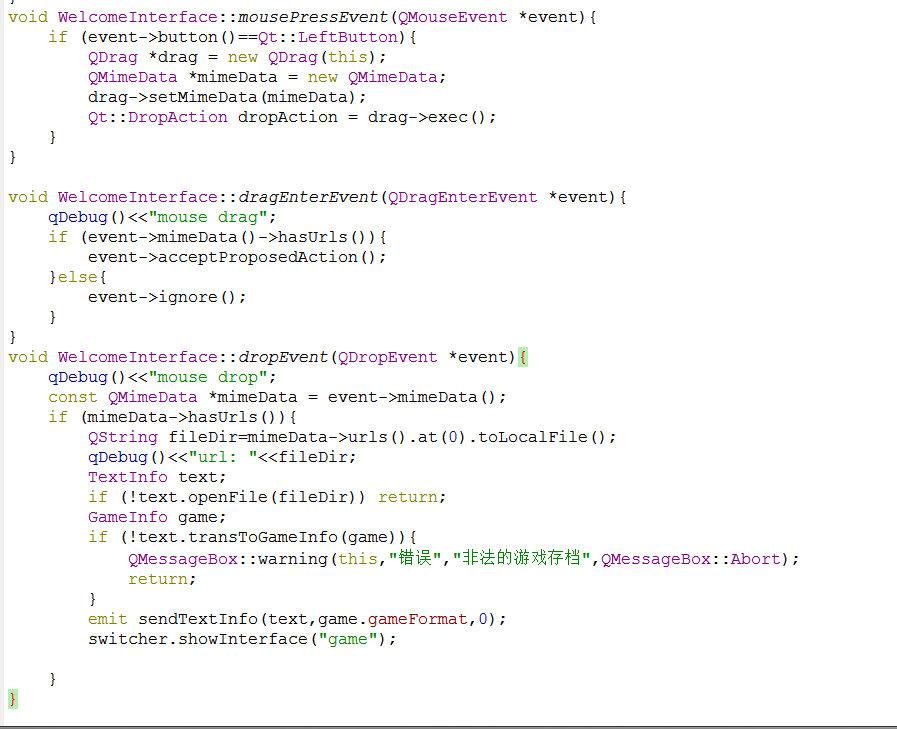 void WelcomeInterface::mousePressEvent(QMouseEvent *event){
    if (event->button()==Qt::LeftButton){
        QDrag *drag = new QDrag(this);
        QMimeData *mimeData = new QMimeData;
        drag->setMimeData(mimeData);
        Qt::DropAction dropAction = drag->exec();
    }
}

void WelcomeInterface::dragEnterEvent(QDragEnterEvent *event){
    qDebug()<<"mouse drag";
    if (event->mimeData()->hasUrls()){
        event->acceptProposedAction();
    }else{
        event->ignore();
    }
}
void WelcomeInterface::dropEvent(QDropEvent *event){
    qDebug()<<"mouse drop";
    const QMimeData *mimeData = event->mimeData();
    if (mimeData->hasUrls()){
        QString fileDir=mimeData->urls().at(0).toLocalFile();
        qDebug()<<"url: "<<fileDir;
        TextInfo text;
        if (!text.openFile(fileDir)) return;
        GameInfo game;
        if (!text.transToGameInfo(game)){
            QMessageBox::warning(this,"错误","非法的游戏存档",QMessageBox::Abort);
            return;
        }
        emit sendTextInfo(text,game.gameFormat,0);
        switcher.showInterface("game");

    }
}